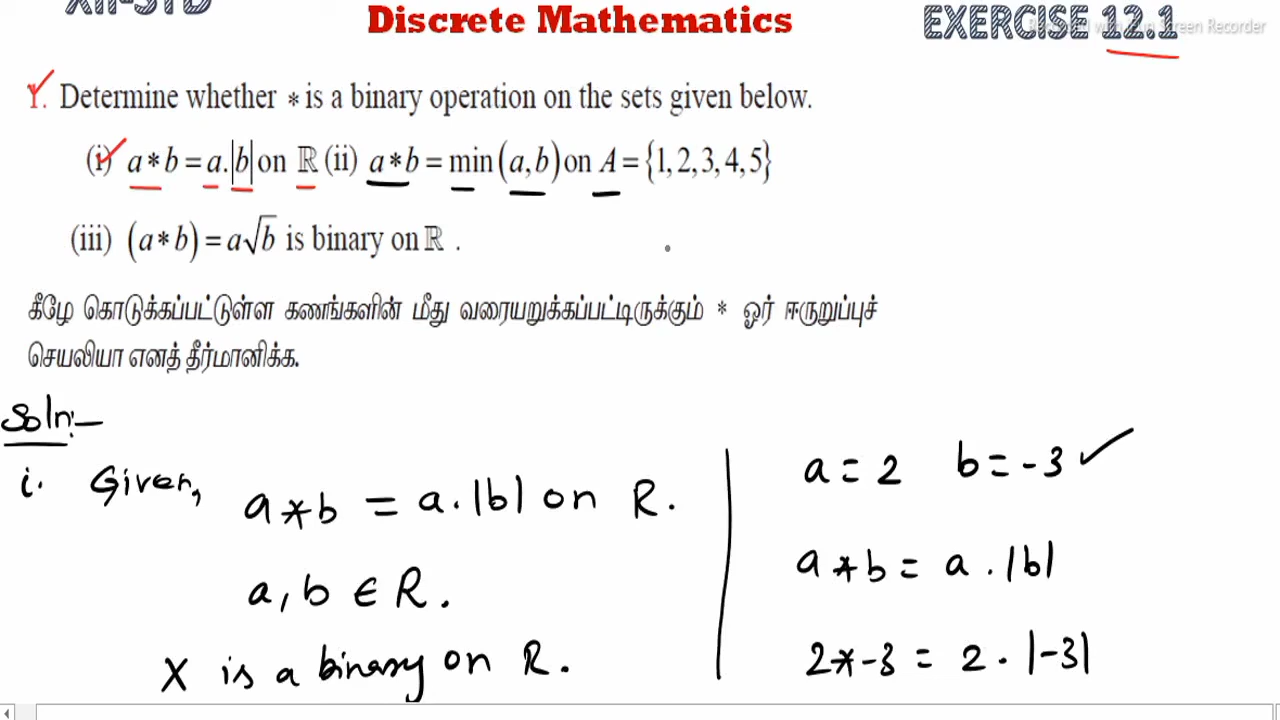 XII-STD
Discrete Mathematics
EXERCISE 12.1
1. Determine whether * is a binary operation on the sets given below.
(i) a * b = a.|b| on ℝ (ii) a * b = min (a, b) on A = {1, 2, 3, 4, 5}
(iii) (a * b) = a√b is binary on ℝ .
கீழே கொடுக்கப்பட்டுள்ள கணங்களின் மீது வரையறுக்கப்பட்டிருக்கும் * ஓர் ஈருறுப்புச்
செயலியா எனத் தீர்மானிக்க.
Soln:-
i. Given, a * b = a . |b| on R.
a, b ∈ R.
X is a binary on R.
a = 2 b = -3 ✓
a * b = a . |b|
2 * -3 = 2 . |-3|